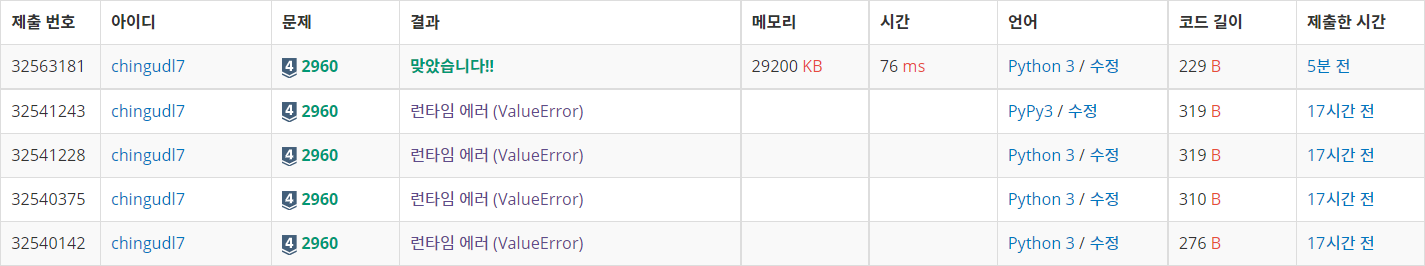 제출 번호 아이디 문제 결과 메모리 시간 언어 코드 길이 제출한 시간
32563181 chingudl7 4 2960 맞았습니다!! 29200 KB 76 ms Python 3 / 수정 229 B 5분 전
32541243 chingudl7 4 2960 런타임 에러 (ValueError) PyPy3 / 수정 319 B 17시간 전
32541228 chingudl7 4 2960 런타임 에러 (ValueError) Python 3 / 수정 319 B 17시간 전
32540375 chingudl7 4 2960 런타임 에러 (ValueError) Python 3 / 수정 310 B 17시간 전
32540142 chingudl7 4 2960 런타임 에러 (ValueError) Python 3 / 수정 276 B 17시간 전